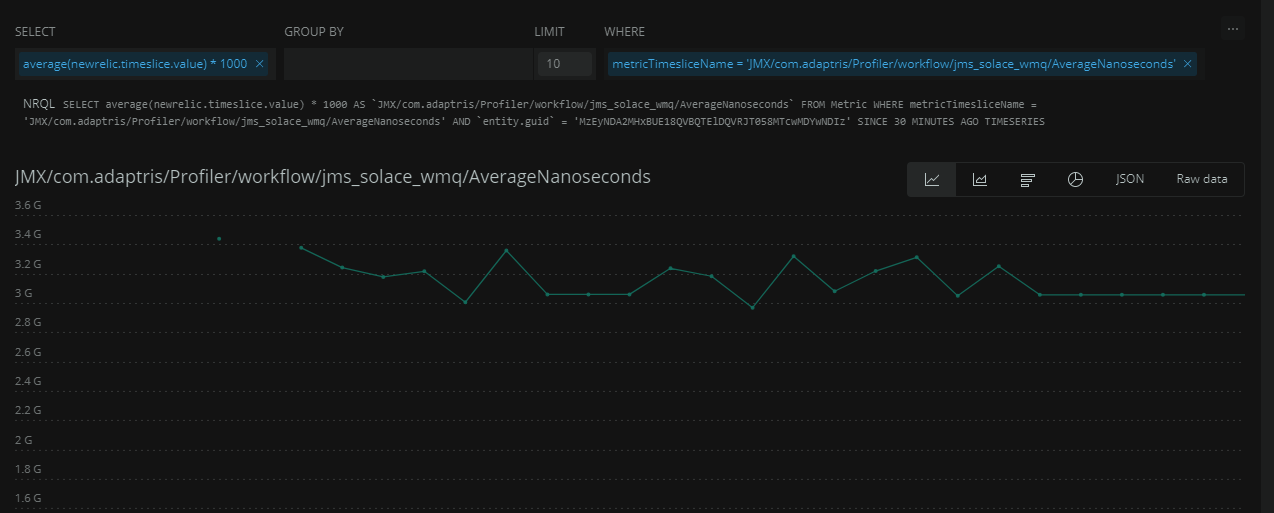 SELECT GROUP BY LIMIT WHERE ...
average(newrelic.timeslice.value) * 1000 × 10 metricTimesliceName = 'JMX/com.adaptris/Profiler/workflow/jms_solace_wmq/AverageNanoseconds' ×
NRQL SELECT average(newrelic.timeslice.value) * 1000 AS `JMX/com.adaptris/Profiler/workflow/jms_solace_wmq/AverageNanoseconds` FROM Metric WHERE metricTimesliceName =
'JMX/com.adaptris/Profiler/workflow/jms_solace_wmq/AverageNanoseconds' AND `entity.guid` = 'MzEyNDA2MHxBUE18QVBQTElDQVRJT058MTcwMDYwNDIz' SINCE 30 MINUTES AGO TIMESERIES
JMX/com.adaptris/Profiler/workflow/jms_solace_wmq/AverageNanoseconds JSON Raw data
3.6 G
3.4 G
3.2 G
3 G
2.8 G
2.6 G
2.4 G
2.2 G
2 G
1.8 G
1.6 G